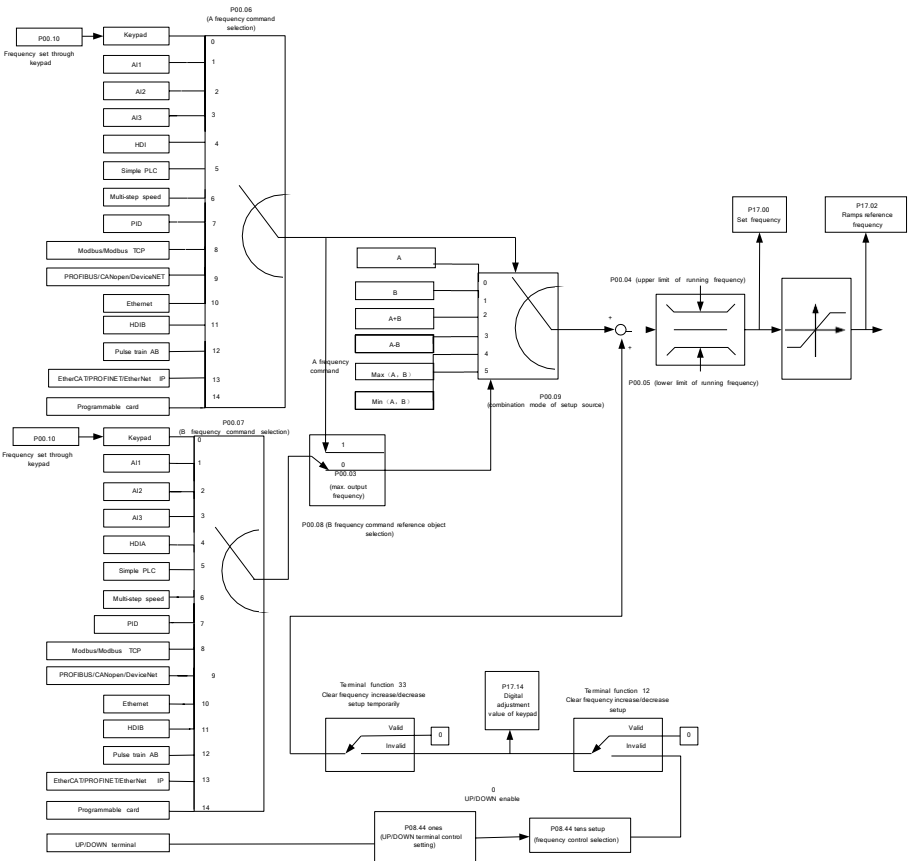 P00.06
(A frequency command
selection)
P00.10
Frequency set through
keypad
Keypad
0
AI1
1
AI2
2
AI3
3
HDI
4
Simple PLC
5
Multi-step speed
6
PID
7
Modbus/Modbus TCP
8
PROFIBUS/CANopen/DeviceNET
9
Ethernet
10
HDIB
11
Pulse train AB
12
EtherCAT/PROFINET/EtherNet IP
13
Programmable card
14
A frequency
command
A
0
B
1
A+B
2
A-B
3
4
Max（A，B）
5
Min（A，B）
P00.09
(combination mode of setup source)
+
-
+
P00.04 (upper limit of running frequency)
P00.05 (lower limit of running frequency)
P17.00
Set frequency
P17.02
Ramps reference
frequency
P00.07
(B frequency command selection)
P00.10
Frequency set through
keypad
Keypad
0
AI1
1
AI2
2
AI3
3
HDIA
4
Simple PLC
5
Multi-step speed
6
PID
7
Modbus/Modbus TCP
8
PROFIBUS/CANopen/DeviceNet
9
Ethernet
10
HDIB
11
Pulse train AB
12
EtherCAT/PROFINET/EtherNet IP
13
Programmable card
14
1
0
P00.03
(max. output
frequency)
P00.08 (B frequency command reference object
selection)
Terminal function 33
Clear frequency increase/decrease
setup temporarily
Valid
Invalid
0
P17.14
Digital
adjustment
value of keypad
Terminal function 12
Clear frequency increase/decrease
setup
Valid
Invalid
0
0
UP/DOWN enable
UP/DOWN terminal
P08.44 ones
(UP/DOWN terminal control
setting)
P08.44 tens setup
(frequency control selection)